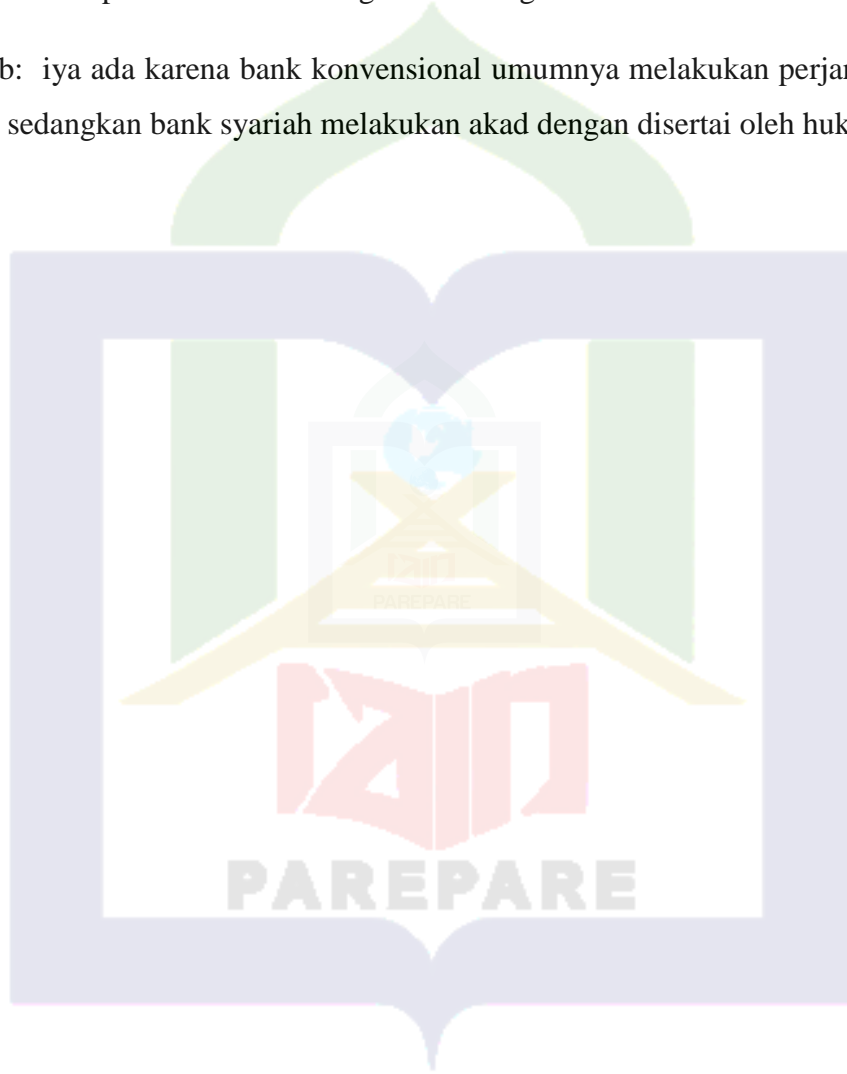 b: iya ada karena bank konvensional umumnya melakukan perjan
sedangkan bank syariah melakukan akad dengan disertai oleh huk
PAREPARE
PAREPARE